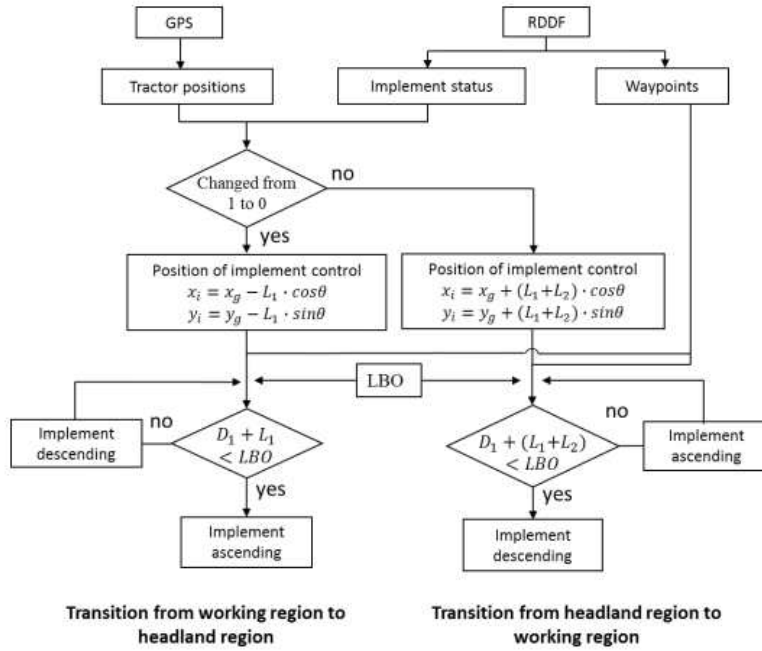 GPS
RDDF
Tractor positions
Implement status
Waypoints
Changed from
1 to 0
no
yes
Position of implement control
x_i = x_g − L_1 · cosθ
y_i = y_g − L_1 · sinθ
Position of implement control
x_i = x_g + (L_1+L_2) · cosθ
y_i = y_g + (L_1+L_2) · sinθ
LBO
Implement
descending
no
D_1 + L_1
< LBO
yes
Implement
ascending
D_1 + (L_1+L_2)
< LBO
no
Implement
ascending
yes
Implement
descending
Transition from working region to
headland region
Transition from headland region to
working region